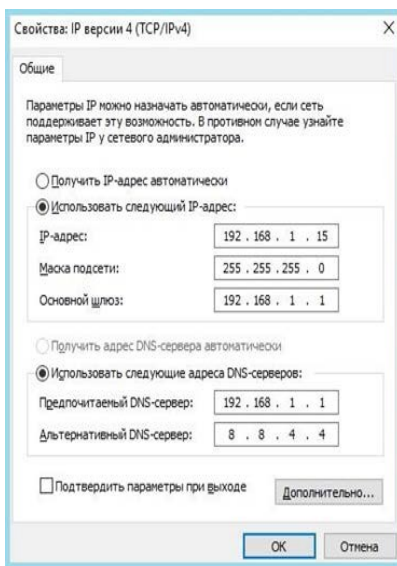 Свойства: IP версии 4 (TCP/IPv4)
Общие
Параметры IP можно назначать автоматически, если сеть
поддерживает эту возможность. В противном случае узнайте
параметры IP у сетевого администратора.
Получить IP-адрес автоматически
Использовать следующий IP-адрес:
IP-адрес: 192 . 168 . 1 . 15
Маска подсети: 255 . 255 . 255 . 0
Основной шлюз: 192 . 168 . 1 . 1
Получить адрес DNS-сервера автоматически
Использовать следующие адреса DNS-серверов:
Предпочитаемый DNS-сервер: 192 . 168 . 1 . 1
Альтернативный DNS-сервер: 8 . 8 . 4 . 4
Подтвердить параметры при выходе
Дополнительно...
ОК Отмена